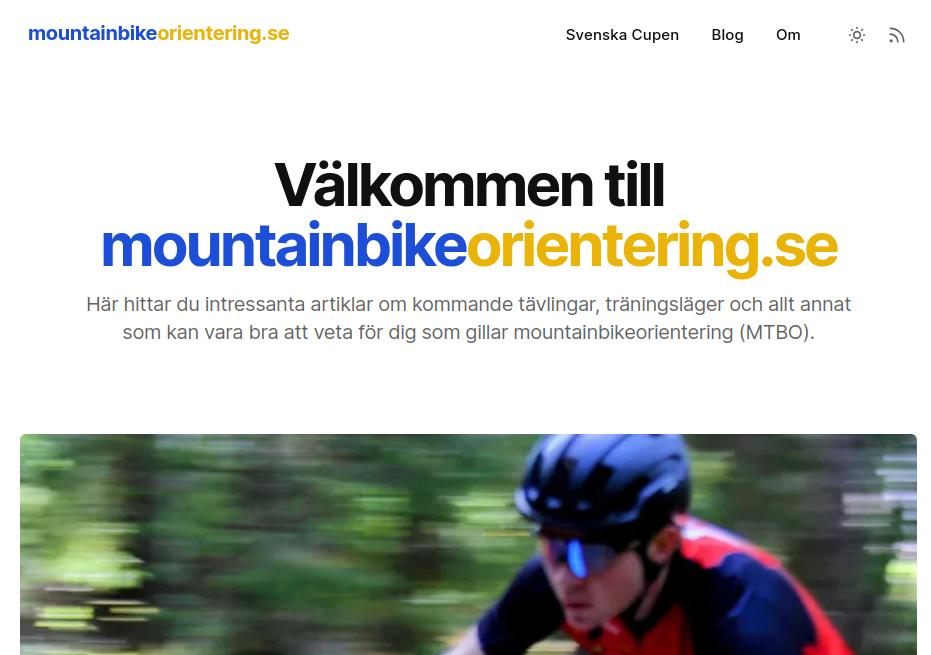 mountainbikeorientering.se
Svenska Cupen
Blog
Om
Välkommen till
mountainbikeorientering.se
Här hittar du intressanta artiklar om kommande tävlingar, träningsläger och allt annat
som kan vara bra att veta för dig som gillar mountainbikeorientering (MTBO).